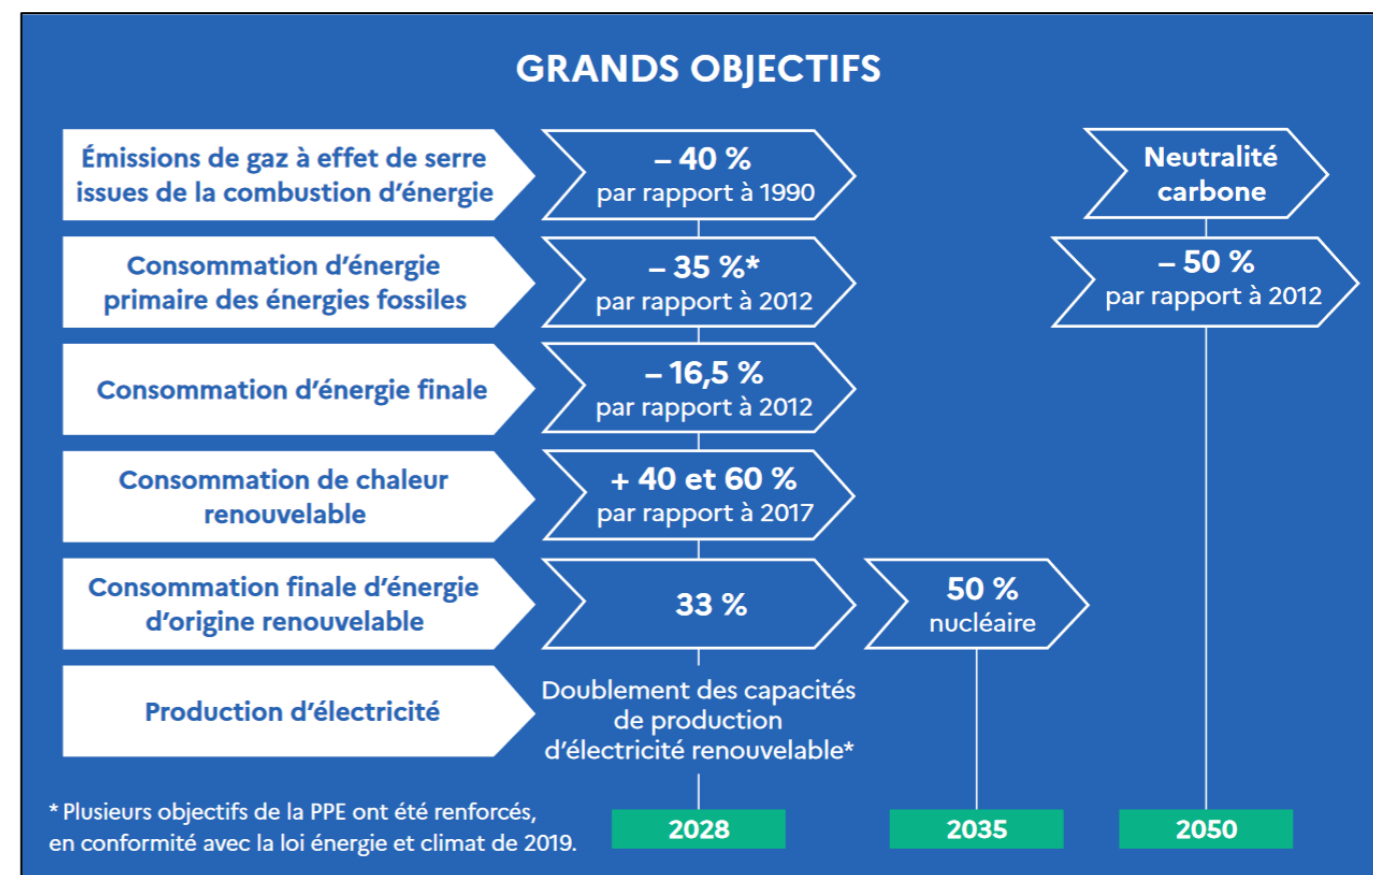 GRANDS OBJECTIFS
Émissions de gaz à effet de serre
issues de la combustion d’énergie
– 40 %
par rapport à 1990
Neutralité
carbone
Consommation d’énergie
primaire des énergies fossiles
– 35 %*
par rapport à 2012
– 50 %
par rapport à 2012
Consommation d’énergie finale
– 16,5 %
par rapport à 2012
Consommation de chaleur
renouvelable
+ 40 et 60 %
par rapport à 2017
Consommation finale d’énergie
d’origine renouvelable
33 %
50 %
nucléaire
Production d’électricité
Doublement des capacités
de production
d’électricité renouvelable*
* Plusieurs objectifs de la PPE ont été renforcés,
en conformité avec la loi énergie et climat de 2019.
2028
2035
2050